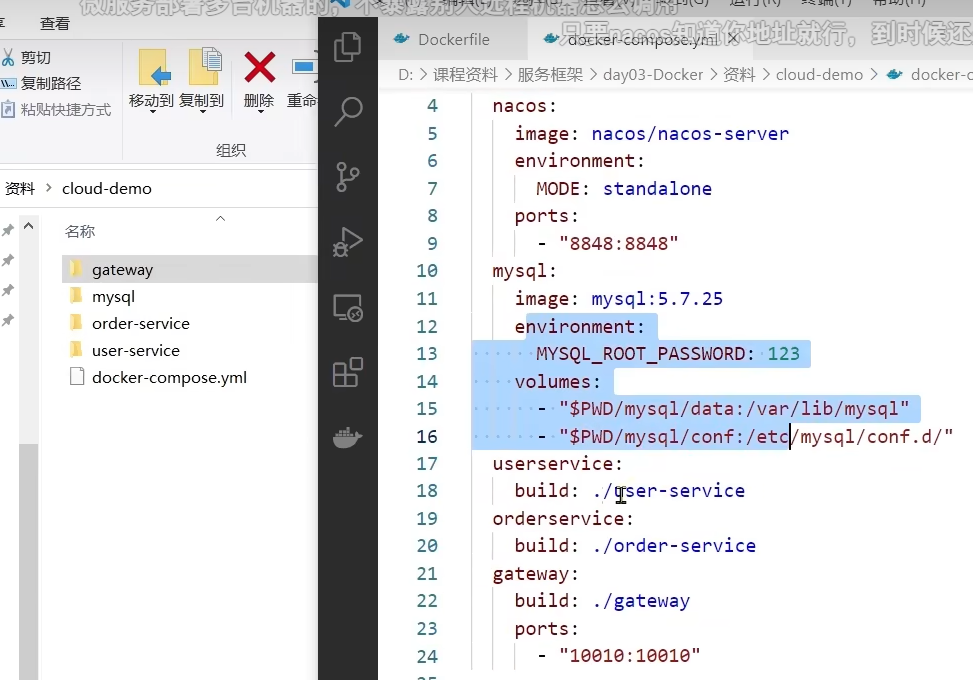 微服务部署多台机器的，不暴露别人远程机器怎么调用
只要nacos知道你地址就行，到时候还
查看
剪切
复制路径
粘贴快捷方式
移动到 复制到 删除 重命
组织
资料 > cloud-demo
名称
gateway
mysql
order-service
user-service
docker-compose.yml
Dockerfile
docker-compose.yml
D: > 课程资料 > 服务框架 > day03-Docker > 资料 > cloud-demo > docker-c
4 nacos:
5 image: nacos/nacos-server
6 environment:
7 MODE: standalone
8 ports:
9 - "8848:8848"
10 mysql:
11 image: mysql:5.7.25
12 environment:
13 MYSQL_ROOT_PASSWORD: 123
14 volumes:
15 - "$PWD/mysql/data:/var/lib/mysql"
16 - "$PWD/mysql/conf:/etc/mysql/conf.d/"
17 userservice:
18 build: ./user-service
19 orderservice:
20 build: ./order-service
21 gateway:
22 build: ./gateway
23 ports:
24 - "10010:10010"